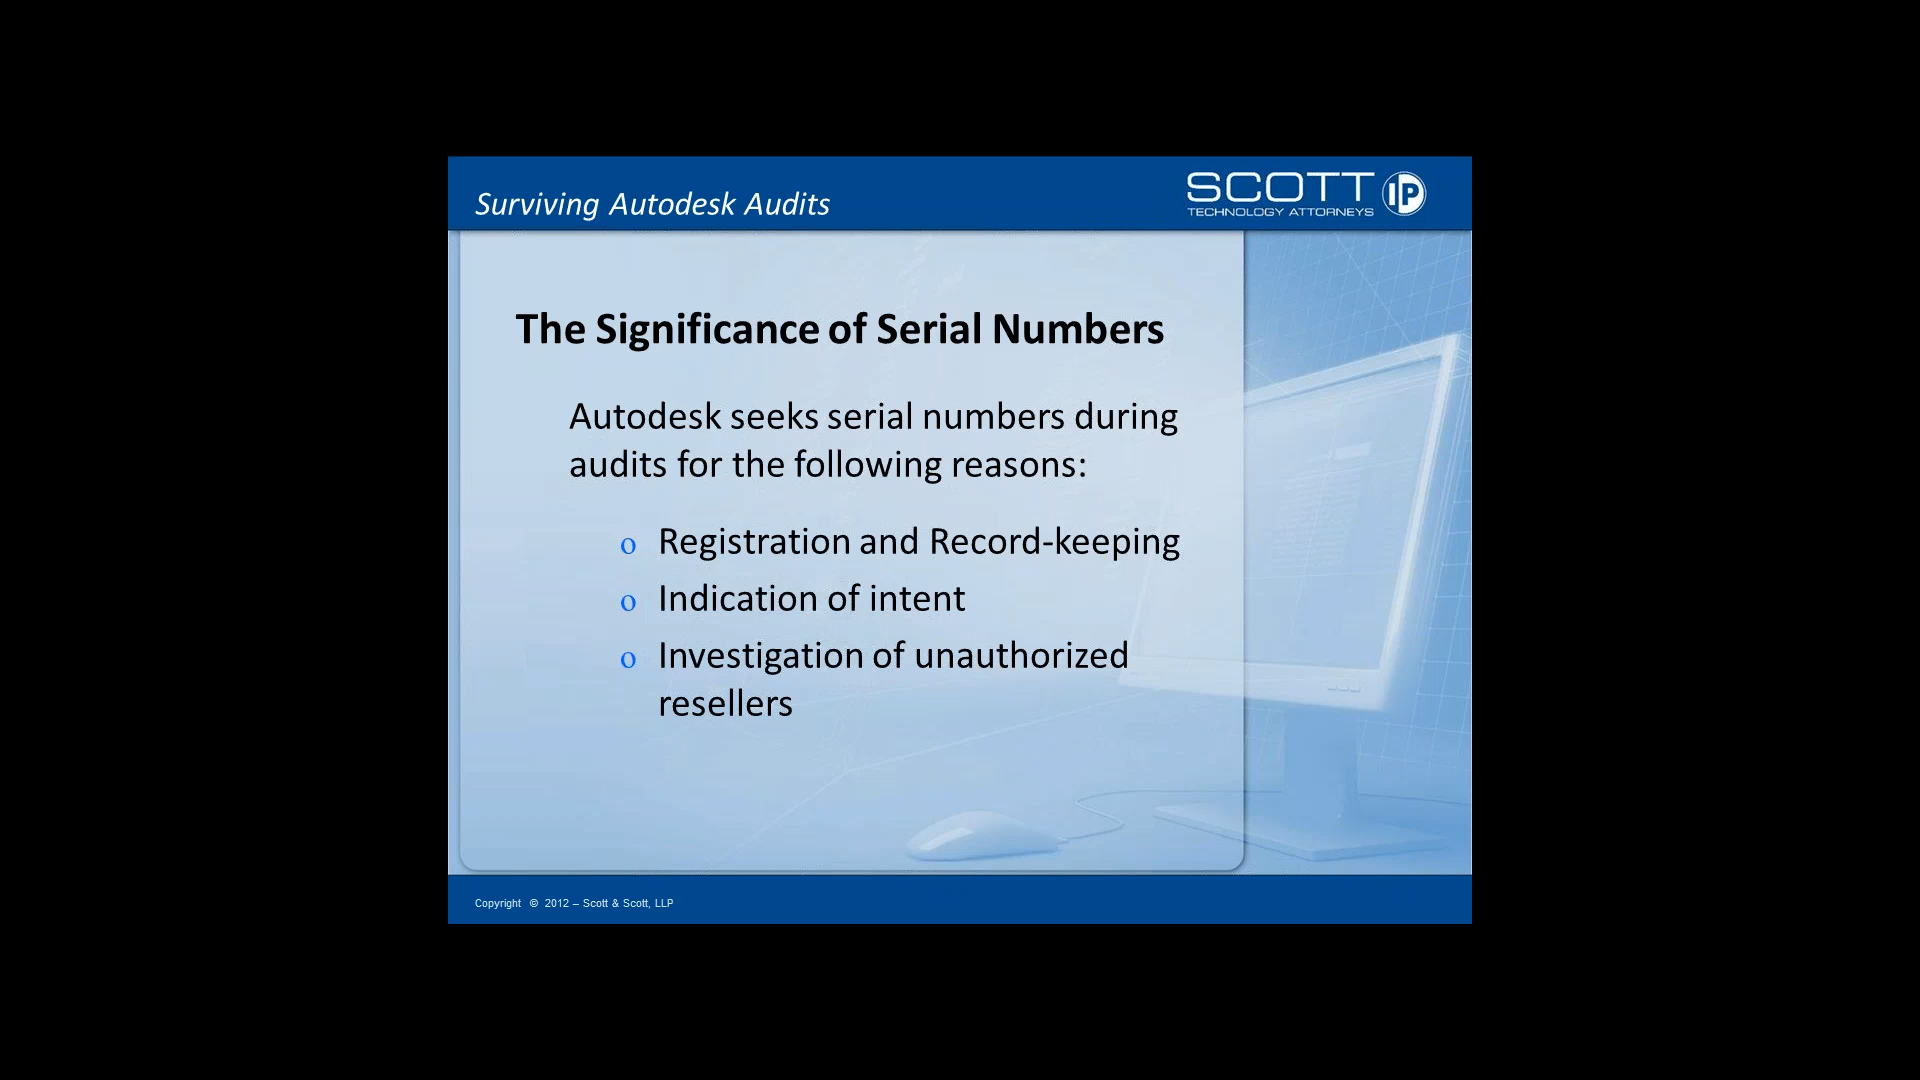 Surviving Autodesk Audits
SCOTT IP
TECHNOLOGY ATTORNEYS
The Significance of Serial Numbers
Autodesk seeks serial numbers during
audits for the following reasons:
o Registration and Record-keeping
o Indication of intent
o Investigation of unauthorized
resellers
Copyright © 2012 – Scott & Scott, LLP